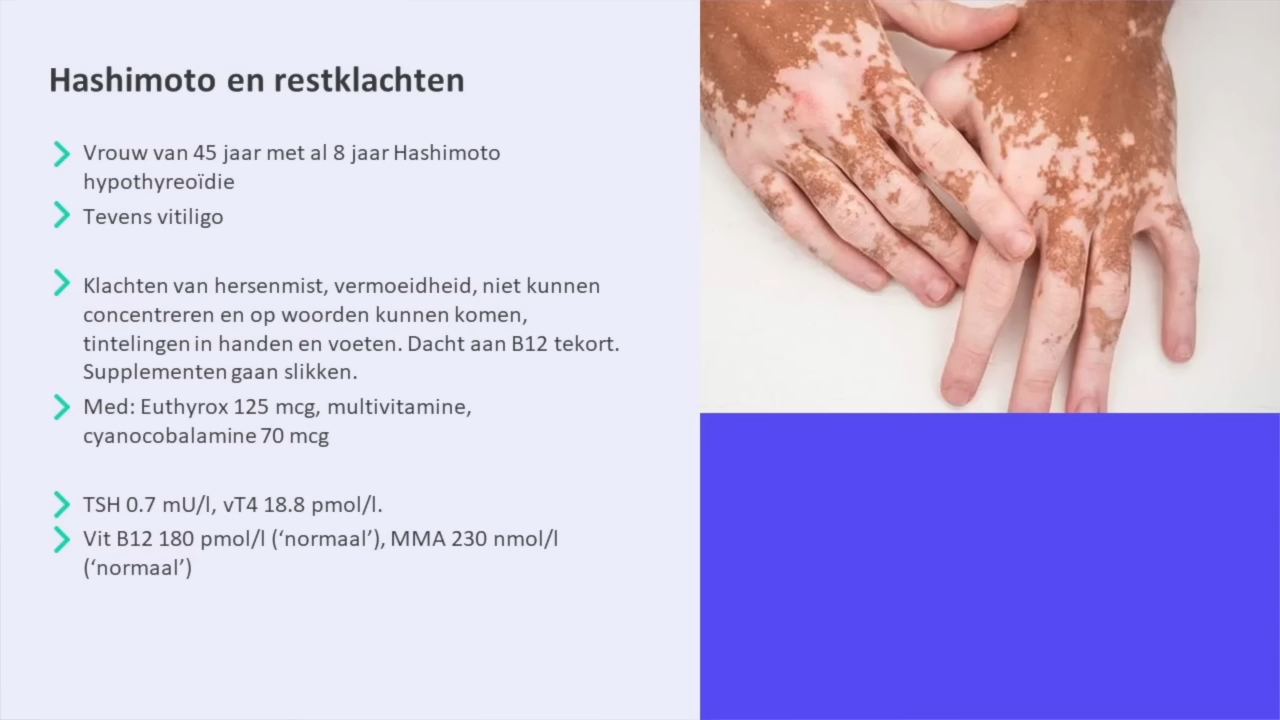 Hashimoto en restklachten
Vrouw van 45 jaar met al 8 jaar Hashimoto
hypothyreoïdie
Tevens vitiligo
Klachten van hersenmist, vermoeidheid, niet kunnen
concentreren en op woorden kunnen komen,
tintelingen in handen en voeten. Dacht aan B12 tekort.
Supplementen gaan slikken.
Med: Euthyrox 125 mcg, multivitamine,
cyanocobalamine 70 mcg
TSH 0.7 mU/l, vT4 18.8 pmol/l.
Vit B12 180 pmol/l (‘normaal’), MMA 230 nmol/l
(‘normaal’)